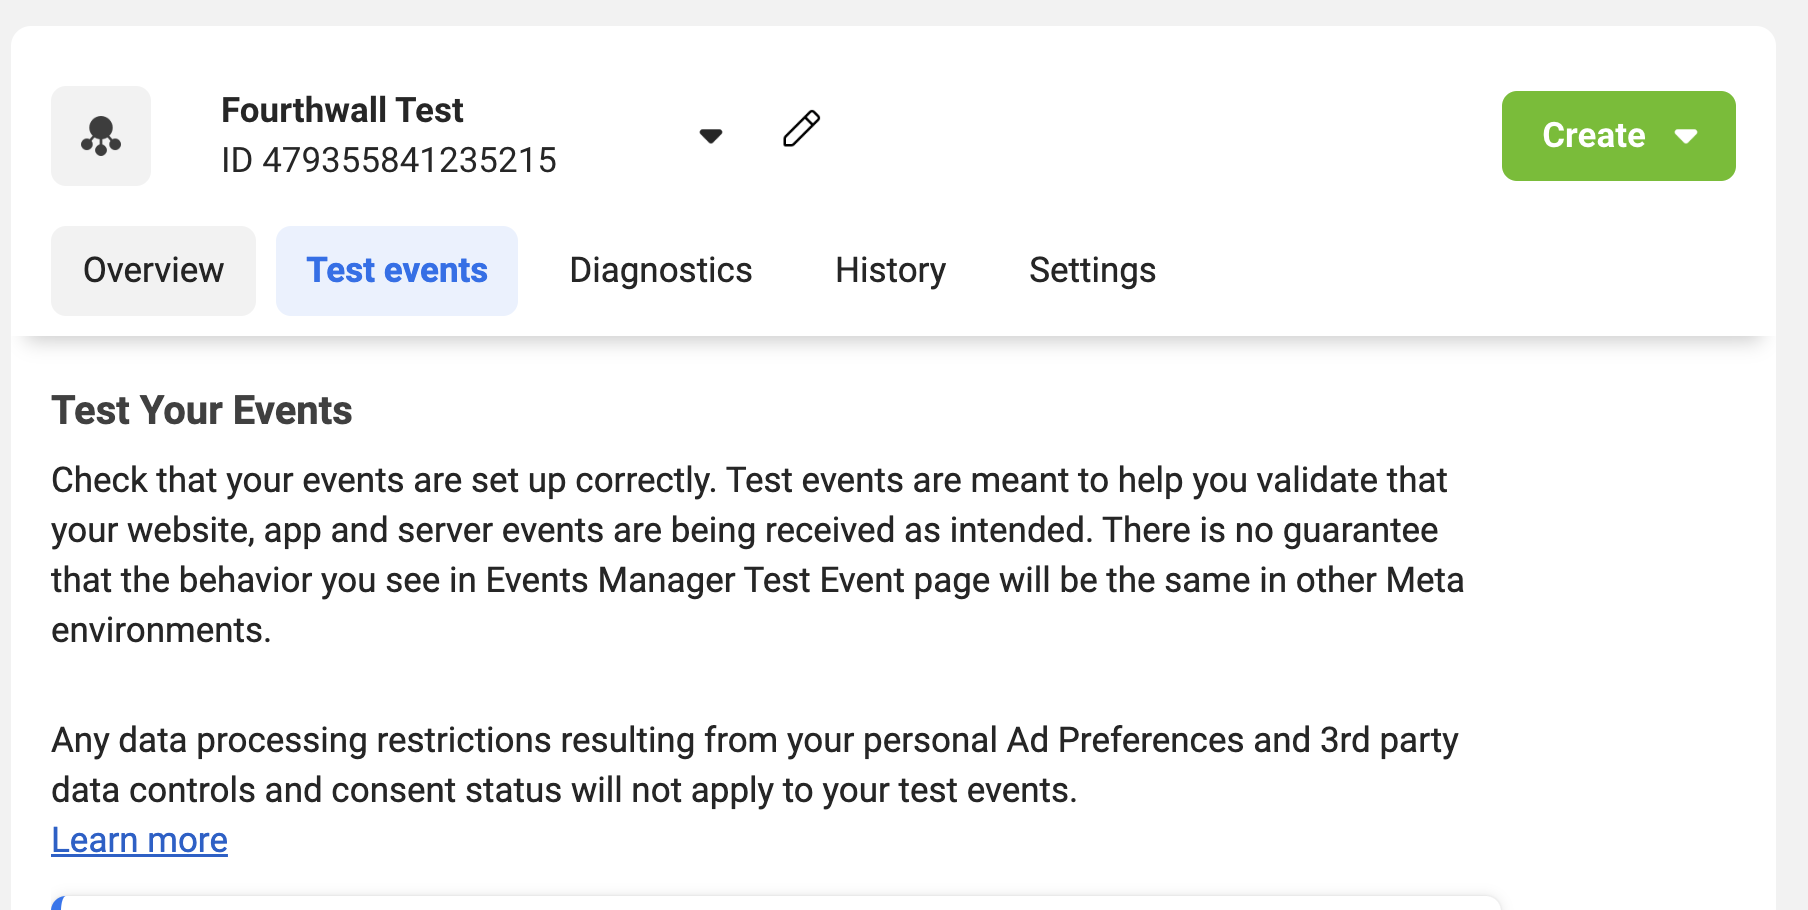 Fourthwall Test
ID 479355841235215
Create
Overview
Test events
Diagnostics
History
Settings
Test Your Events
Check that your events are set up correctly. Test events are meant to help you validate that
your website, app and server events are being received as intended. There is no guarantee
that the behavior you see in Events Manager Test Event page will be the same in other Meta
environments.
Any data processing restrictions resulting from your personal Ad Preferences and 3rd party
data controls and consent status will not apply to your test events.
Learn more